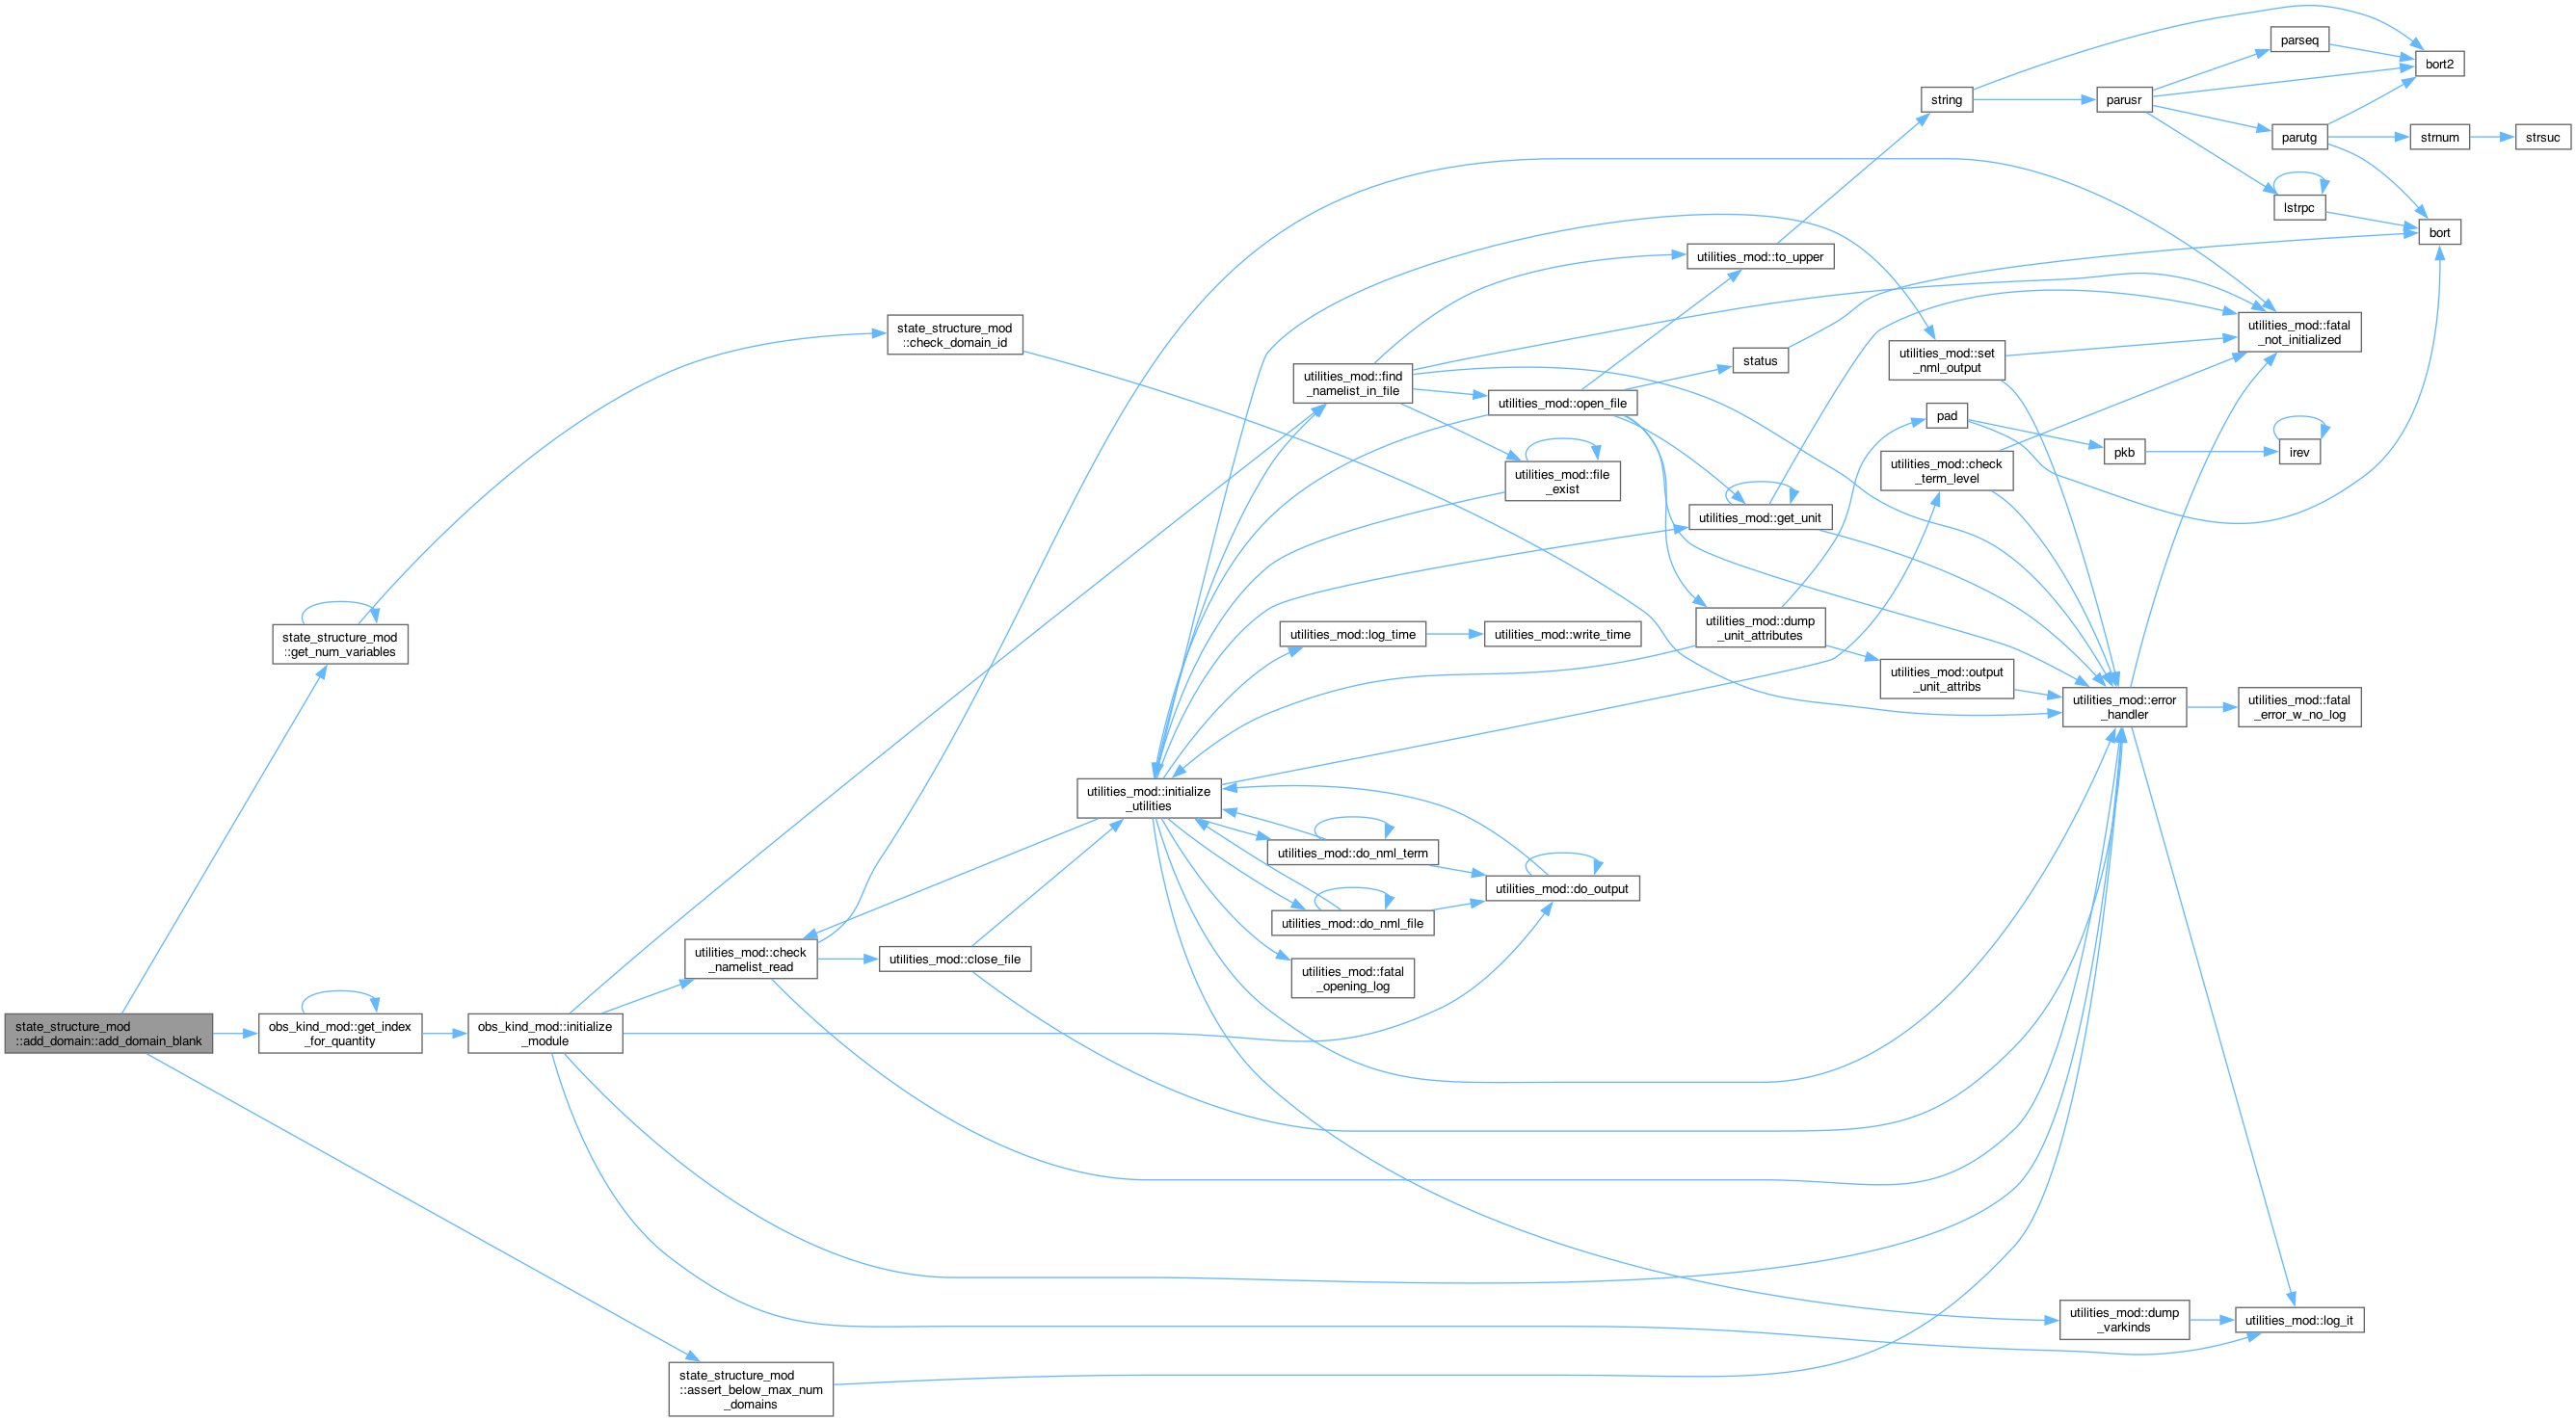 parseq
bort2
string
parusr
parutg
strnum
strsuc
lstrpc
bort
utilities_mod::to_upper
state_structure_mod
::check_domain_id
utilities_mod::fatal
_not_initialized
utilities_mod::set
_nml_output
status
utilities_mod::find
_namelist_in_file
utilities_mod::open_file
pad
pkb
irev
utilities_mod::check
_term_level
utilities_mod::file
_exist
utilities_mod::get_unit
state_structure_mod
::get_num_variables
utilities_mod::log_time
utilities_mod::write_time
utilities_mod::dump
_unit_attributes
utilities_mod::output
_unit_attribs
utilities_mod::error
_handler
utilities_mod::fatal
_error_w_no_log
utilities_mod::initialize
_utilities
utilities_mod::do_nml_term
utilities_mod::do_output
utilities_mod::do_nml_file
utilities_mod::check
_namelist_read
utilities_mod::close_file
utilities_mod::fatal
_opening_log
state_structure_mod
::add_domain::add_domain_blank
obs_kind_mod::get_index
_for_quantity
obs_kind_mod::initialize
_module
utilities_mod::dump
_varkinds
utilities_mod::log_it
state_structure_mod
::assert_below_max_num
_domains